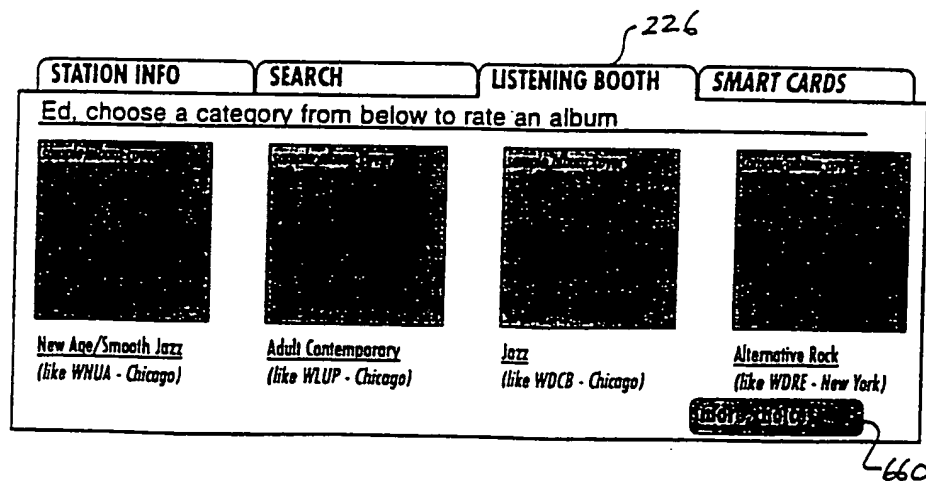 226
STATION INFO SEARCH LISTENING BOOTH SMART CARDS
Ed, choose a category from below to rate an album
New Age/Smooth Jazz Adult Contemporary Jazz Alternative Rock
(like WNUA - Chicago) (like WLUP - Chicago) (like WDCB - Chicago) (like WDRE - New York)
660